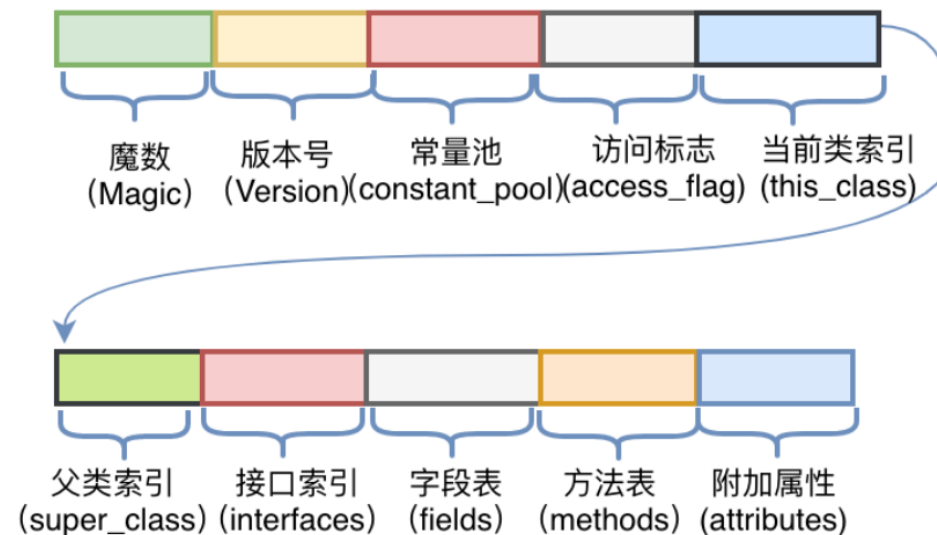 魔数 版本号 常量池 访问标志 当前类索引
(Magic) (Version) (constant_pool) (access_flag) (this_class)
父类索引 接口索引 字段表 方法表 附加属性
(super_class) (interfaces) (fields) (methods) (attributes)